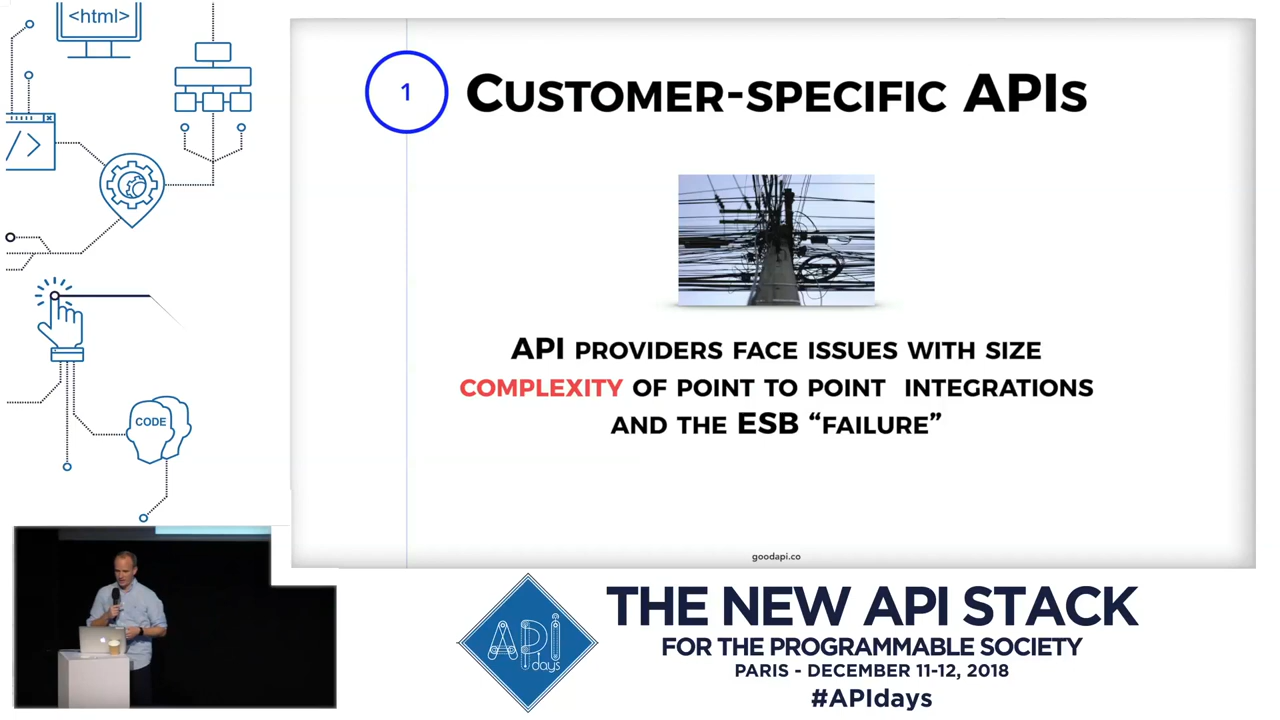 <html>
</>
CODE
1
CUSTOMER-SPECIFIC APIs
API PROVIDERS FACE ISSUES WITH SIZE
COMPLEXITY OF POINT TO POINT INTEGRATIONS
AND THE ESB “FAILURE”
goodapi.co
API
days
THE NEW API STACK
FOR THE PROGRAMMABLE SOCIETY
PARIS - DECEMBER 11-12, 2018
#APIdays